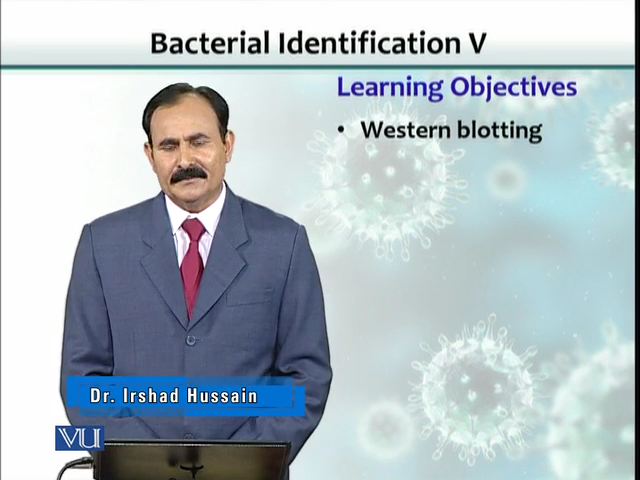 Bacterial Identification V
Learning Objectives
• Western blotting
Dr. Irshad Hussain
VU